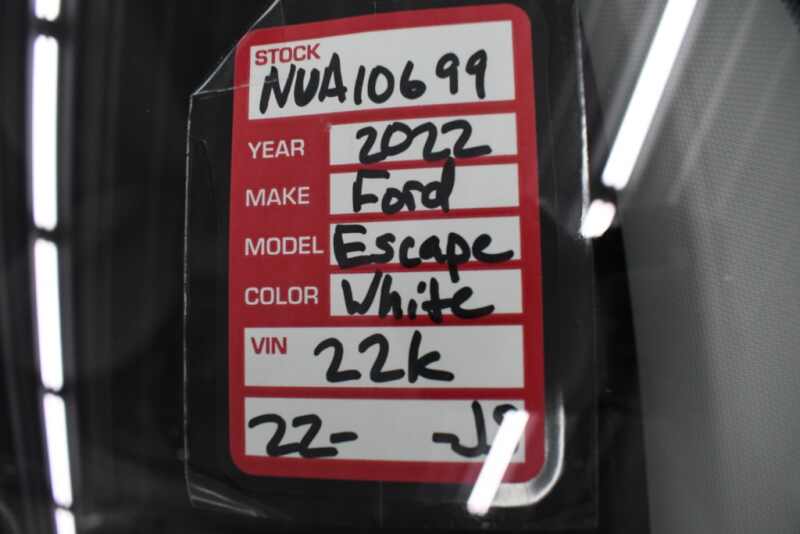 STOCK
NUA10699
YEAR 2022
MAKE Ford
MODEL Escape
COLOR White
VIN 22k
22-